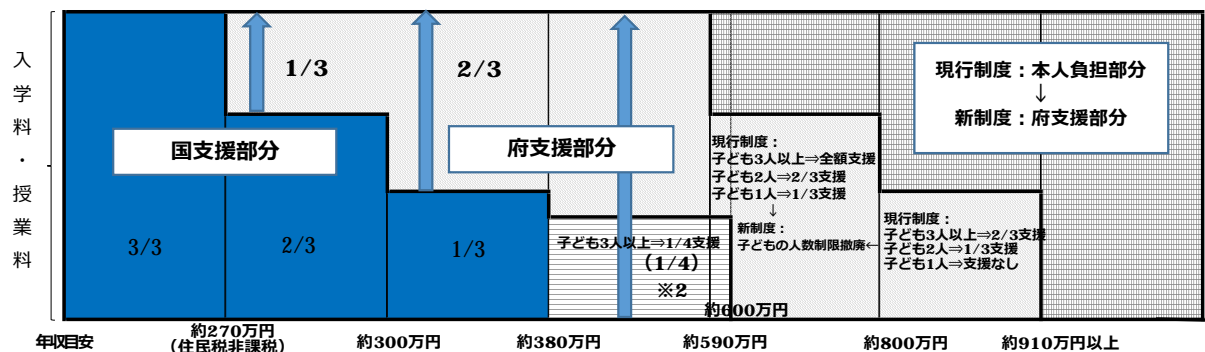 入学料・授業料
1/3
2/3
国支援部分
府支援部分
現行制度：本人負担部分
↓
新制度：府支援部分
現行制度：
子ども3人以上⇒全額支援
子ども2人⇒2/3支援
子ども1人⇒1/3支援
↓
新制度：
子どもの人数制限撤廃←
現行制度：
子ども3人以上⇒2/3支援
子ども2人⇒1/3支援
子ども1人⇒支援なし
3/3
2/3
1/3
子ども3人以上⇒1/4支援
(1/4)
※2
約600万円
年収目安
約270万円
(住民税非課税)
約300万円
約380万円
約590万円
約800万円
約910万円以上